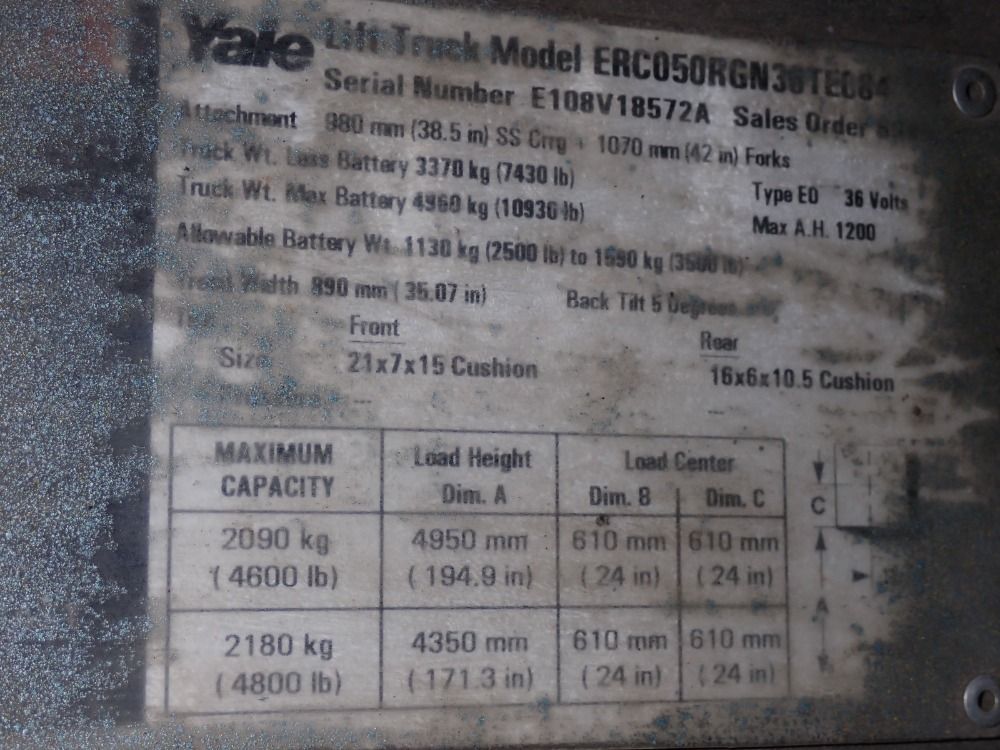 Yale Lift Truck Model ERC050RGN36TE084
Serial Number E108V18572A Sales Order
Attachment 980 mm (38.5 in) SS Crrg + 1070 mm (42 in) Forks
Truck Wt. Less Battery 3370 kg (7430 lb)
Type EO 36 Volts
Truck Wt. Max Battery 4960 kg (10930 lb)
Max A.H. 1200
Allowable Battery Wt. 1130 kg (2500 lb) to 1590 kg (3500 lb)
Tread Width 890 mm ( 35.07 in) Back Tilt 5 Degrees
Front Rear
Size 21x7x15 Cushion 16x6x10.5 Cushion
MAXIMUM CAPACITY Load Height Dim. A Load Center Dim. B Dim. C
2090 kg 4950 mm 610 mm 610 mm
( 4600 lb) ( 194.9 in) ( 24 in) ( 24 in)
2180 kg 4350 mm 610 mm 610 mm
( 4800 lb) ( 171.3 in) ( 24 in) ( 24 in)
C
A